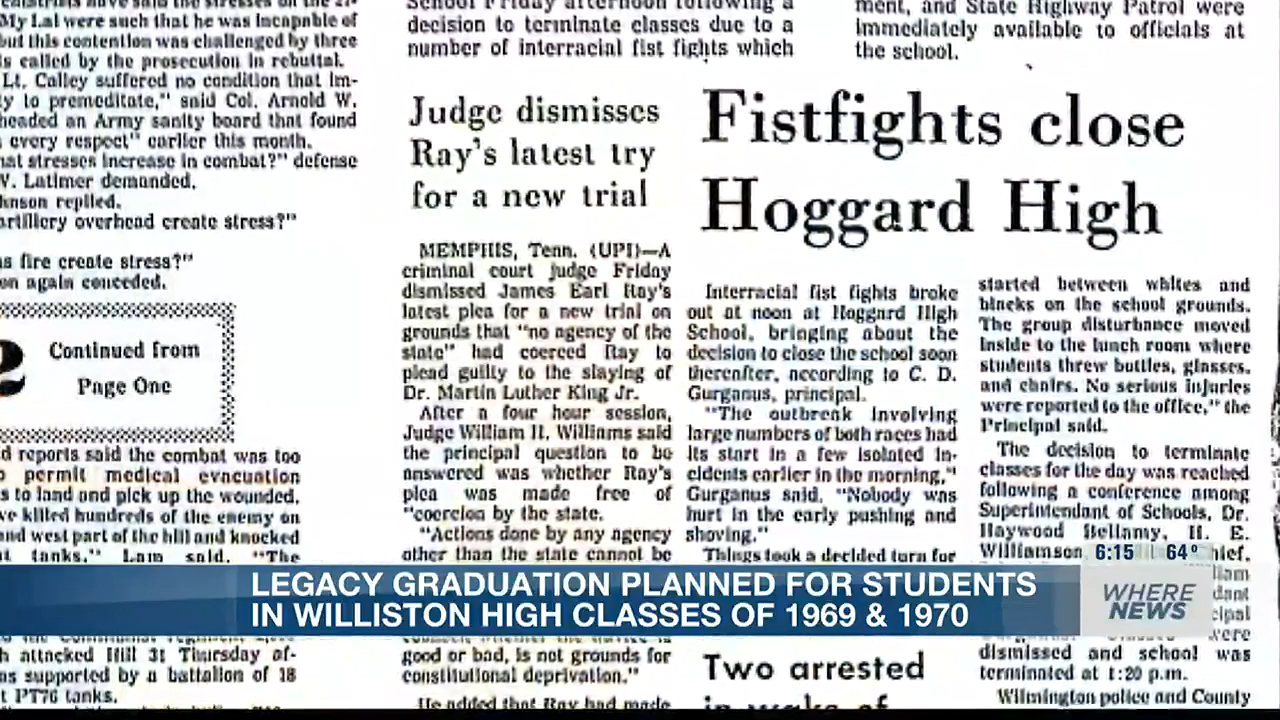 My Lai were such that he was incapable of
but this contention was challenged by three
s called by the prosecution in rebuttal.
Lt. Calley suffered no condition that im-
y to premeditate," said Col. Arnold W.
headed an Army sanity board that found
every respect" earlier this month.
hat stresses increase in combat?" defense
W. Latimer demanded.
hnson replied.
artillery overhead create stress?"
as fire create stress?"
on again conceded.
2
Continued from
Page One
d reports said the combat was too
o permit medical evacuation
s to land and pick up the wounded.
ve killed hundreds of the enemy on
and west part of the hill and knocked
t tanks," Lam said. "The
h attacked Hill 31 Thursday af-
as supported by a battalion of 18
t PT76 tanks.
School Friday afternoon following a
decision to terminate classes due to a
number of interracial fist fights which
ment, and State Highway Patrol were
immediately available to officials at
the school.
Judge dismisses
Ray's latest try
for a new trial
MEMPHIS, Tenn. (UPI)—A
criminal court judge Friday
dismissed James Earl Ray's
latest plea for a new trial on
grounds that "no agency of the
state" had coerced Ray to
plead guilty to the slaying of
Dr. Martin Luther King Jr.
After a four hour session,
Judge William H. Williams said
the principal question to be
answered was whether Ray's
plea was made free of
"coercion by the state.
"Actions done by any agency
other than the state cannot be
good or bad, is not grounds for
constitutional deprivation."
He added that Ray had made
Fistfights close
Hoggard High
Interracial fist fights broke
out at noon at Hoggard High
School, bringing about the
decision to close the school soon
thereafter, according to C. D.
Gurganus, principal.
"The outbreak involving
large numbers of both races had
its start in a few isolated in-
cidents earlier in the morning,"
Gurganus said. "Nobody was
hurt in the early pushing and
shoving."
Things took a decided turn for
started between whites and
blacks on the school grounds.
The group disturbance moved
inside to the lunch room where
students threw bottles, glasses,
and chairs. No serious injuries
were reported to the office," the
Principal said.
The decision to terminate
classes for the day was reached
following a conference among
Superintendant of Schools, Dr.
Haywood Bellamy, H. E.
Williamson,
were
dismissed and school was
terminated at 1:20 p.m.
Wilmington police and County
Two arrested
in wake of
6:15 64°
LEGACY GRADUATION PLANNED FOR STUDENTS
IN WILLISTON HIGH CLASSES OF 1969 & 1970
WHERE
NEWS